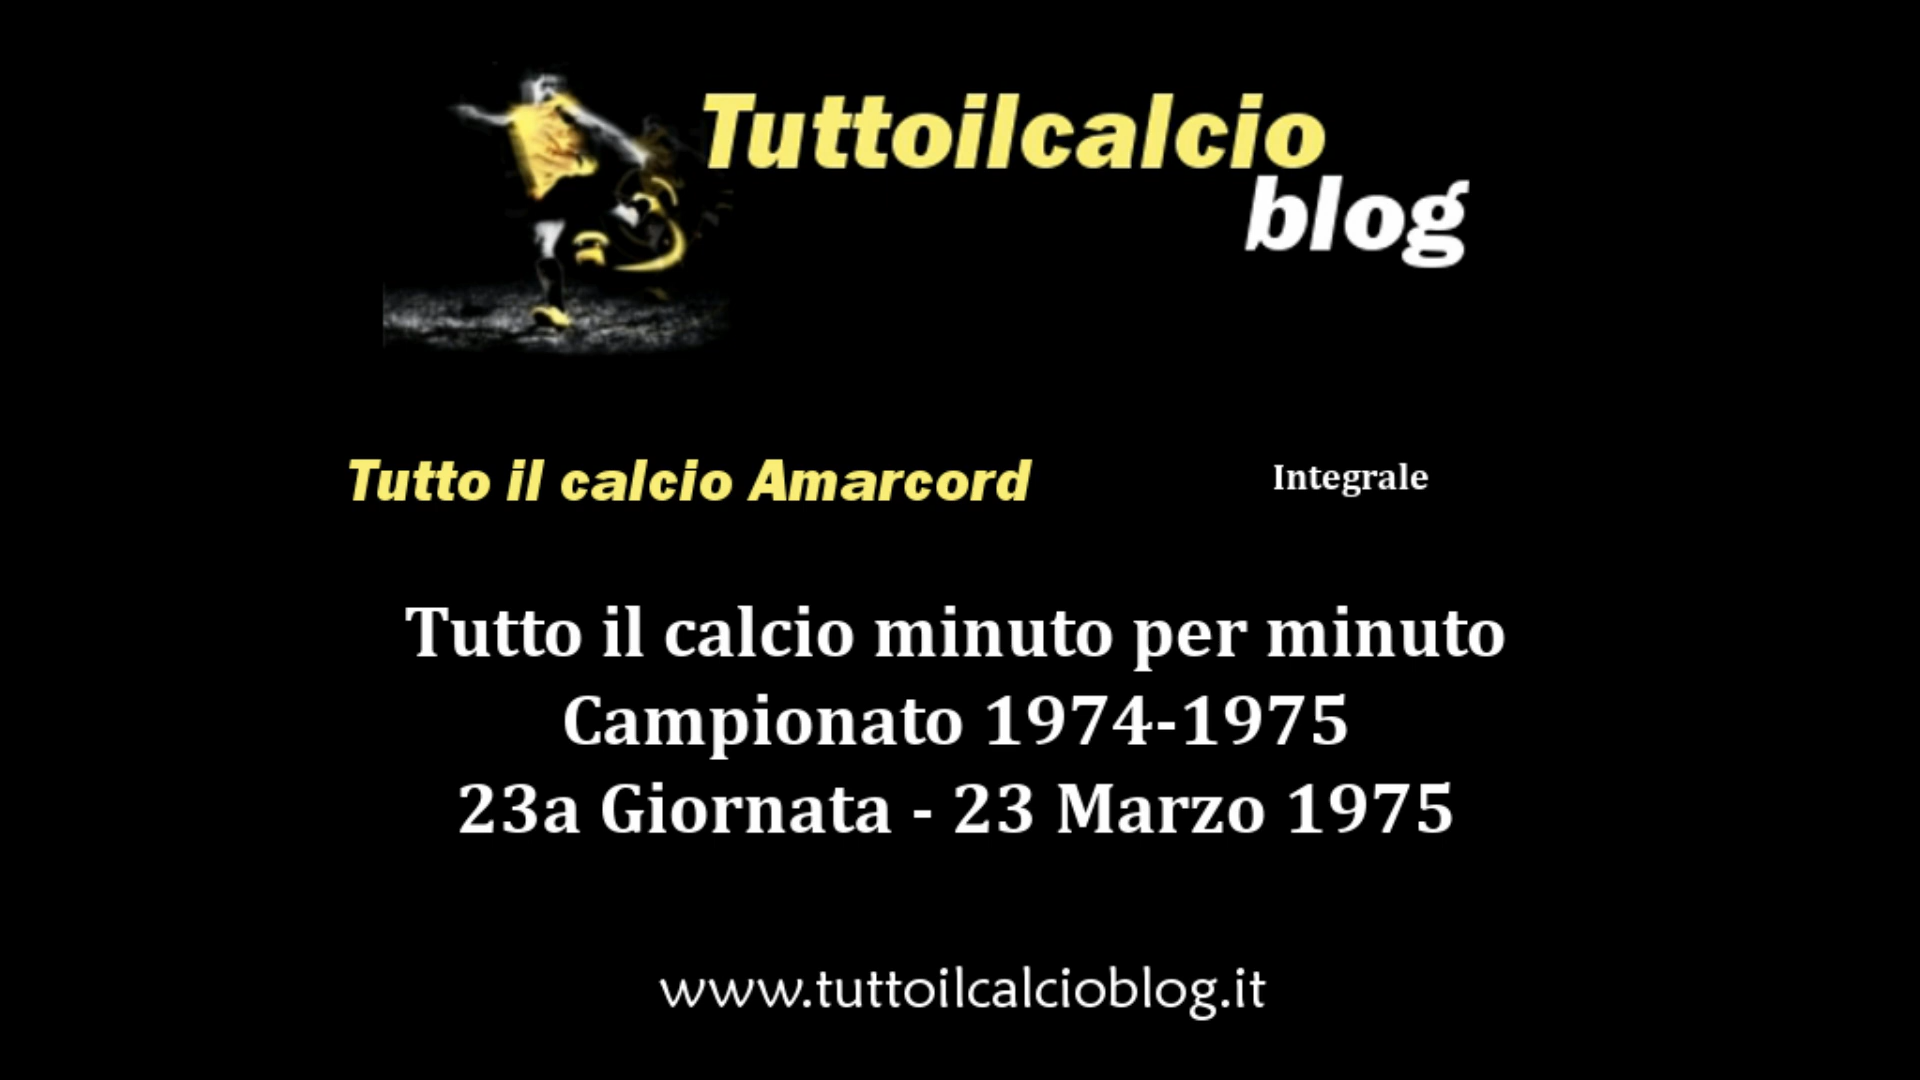 Tuttoilcalcio
blog
Tutto il calcio Amarcord
Integrale
Tutto il calcio minuto per minuto
Campionato 1974-1975
23a Giornata - 23 Marzo 1975
www.tuttoilcalcioblog.it